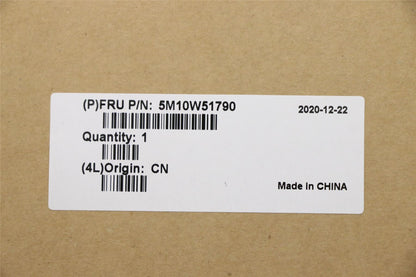 (P)FRU P/N: 5M10W51790
2020-12-22
Quantity: 1
(4L)Origin: CN
Made in CHINA